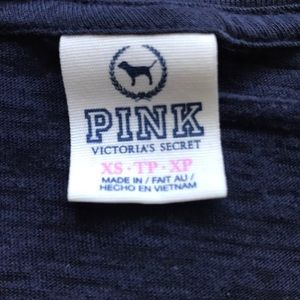 PINK
VICTORIA'S SECRET
XS · TP · XP
MADE IN / FAIT AU /
HECHO EN VIETNAM